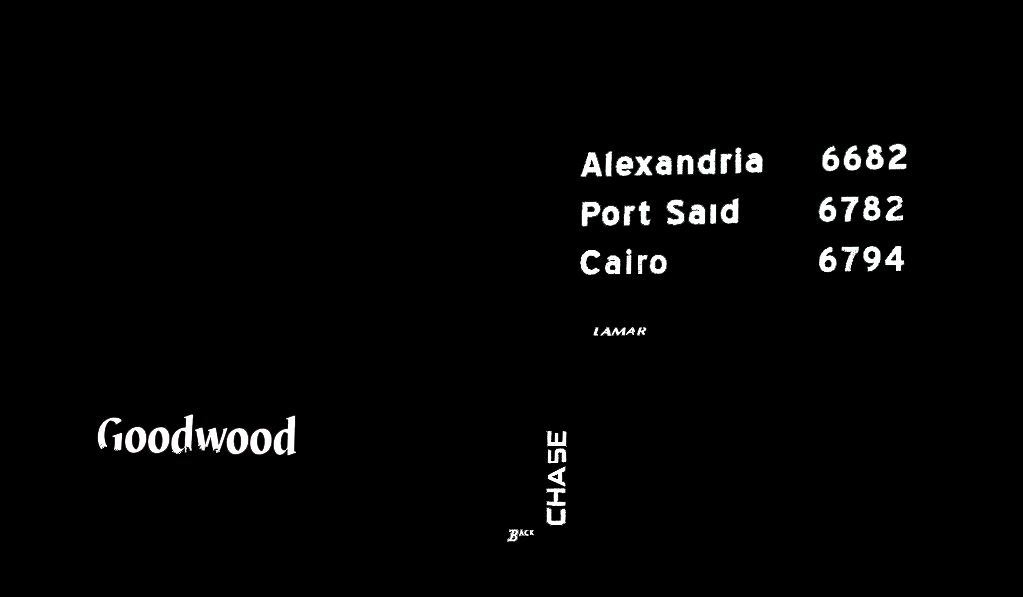 Alexandria 6682
Port Said 6782
Cairo 6794
LAMAR
Goodwood
CHASE
BACK